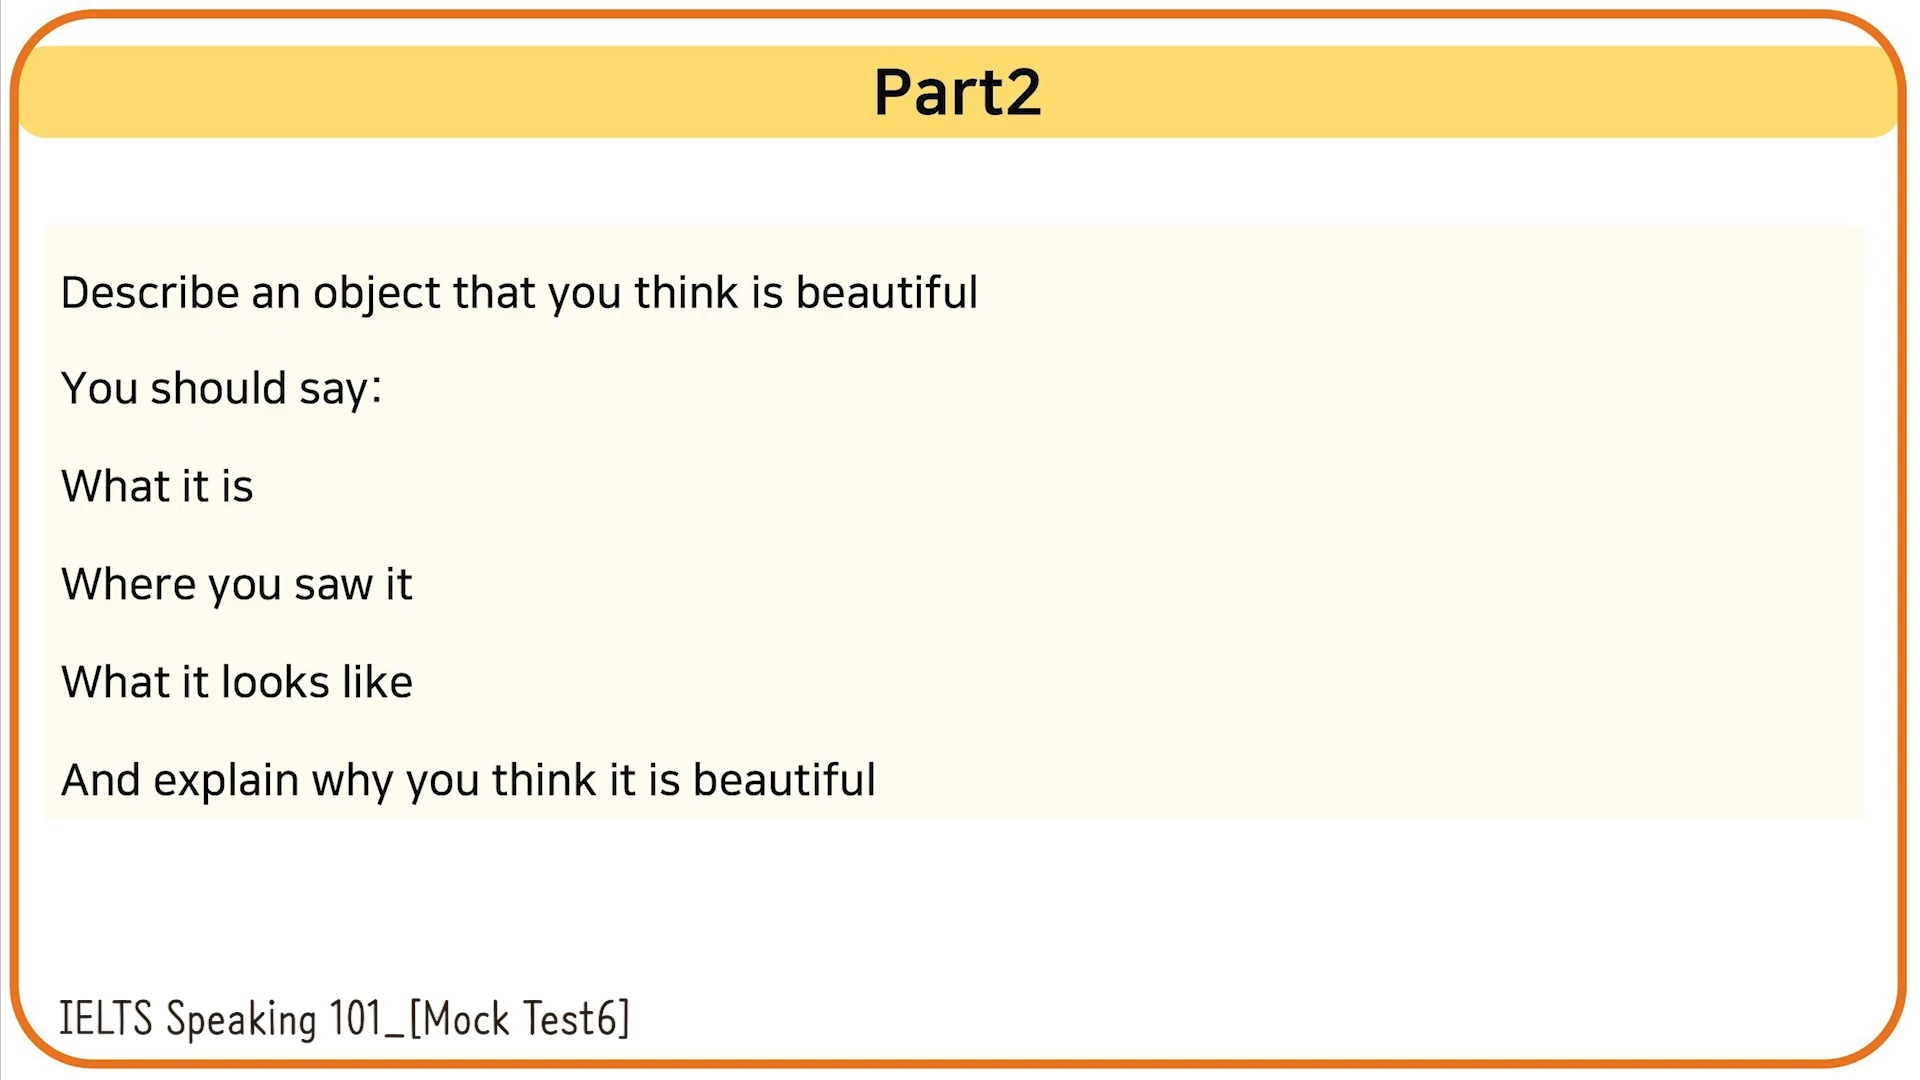 Part2
Describe an object that you think is beautiful
You should say:
What it is
Where you saw it
What it looks like
And explain why you think it is beautiful
IELTS Speaking 101_[Mock Test6]